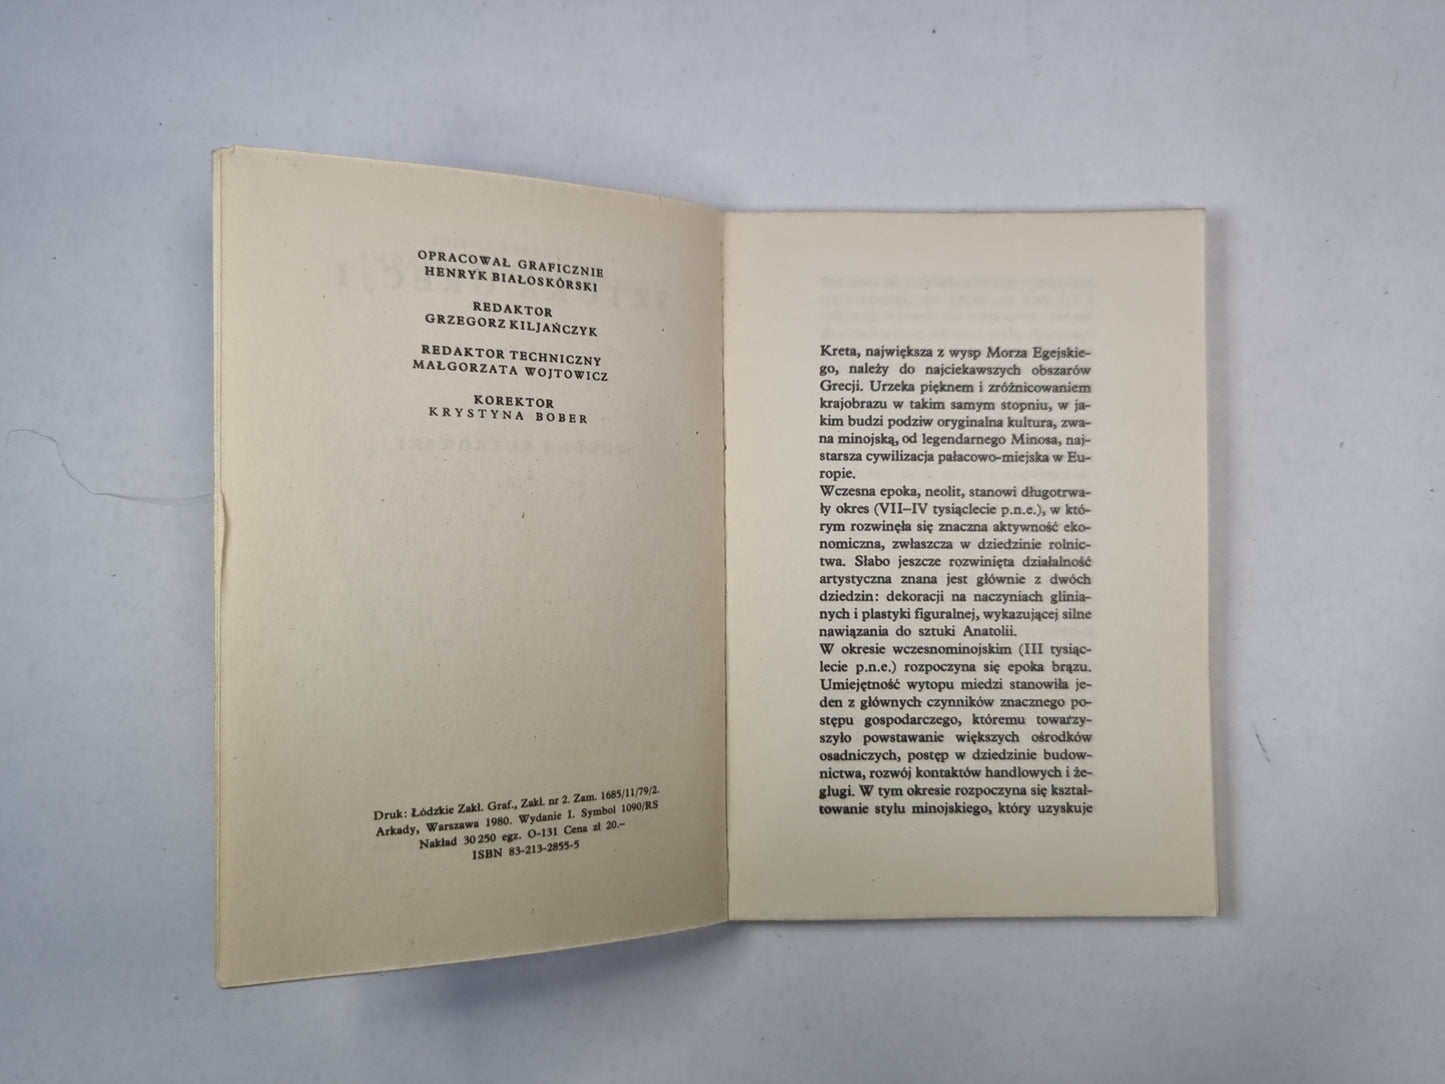 OPRACOWAŁ GRAFICZNIE
HENRYK BIAŁOSKÓRSKI
REDAKTOR
GRZEGORZ KILJAŃCZYK
REDAKTOR TECHNICZNY
MAŁGORZATA WOJTOWICZ
KOREKTOR
KRYSTYNA BOBER
Druk: Łódzkie Zakł. Graf., Zakł. nr 2. Zam. 1685/11/79/2.
Arkady, Warszawa 1980. Wydanie I. Symbol 1090/RS
Nakład 30 250 egz. O-131 Cena zł 20.–
ISBN 83-213-2855-5
Kreta, największa z wysp Morza Egejskie-
go, należy do najciekawszych obszarów
Grecji. Urzeka pięknem i zróżnicowaniem
krajobrazu w takim samym stopniu, w ja-
kim budzi podziw oryginalna kultura, zwa-
na minojską, od legendarnego Minosa, naj-
starsza cywilizacja pałacowo-miejska w Eu-
ropie.
Wczesna epoka, neolit, stanowi długotrwa-
ły okres (VII–IV tysiąclecie p.n.e.), w któ-
rym rozwinęła się znaczna aktywność eko-
nomiczna, zwłaszcza w dziedzinie rolnic-
twa. Słabo jeszcze rozwinięta działalność
artystyczna znana jest głównie z dwóch
dziedzin: dekoracji na naczyniach glinia-
nych i plastyki figuralnej, wykazującej silne
nawiązania do sztuki Anatolii.
W okresie wczesnominojskim (III tysiąc-
lecie p.n.e.) rozpoczyna się epoka brązu.
Umiejętność wytopu miedzi stanowiła je-
den z głównych czynników znacznego po-
stępu gospodarczego, któremu towarzy-
szyło powstawanie większych ośrodków
osadniczych, postęp w dziedzinie budow-
nictwa, rozwój kontaktów handlowych i że-
glugi. W tym okresie rozpoczyna się kształ-
towanie stylu minojskiego, który uzyskuje